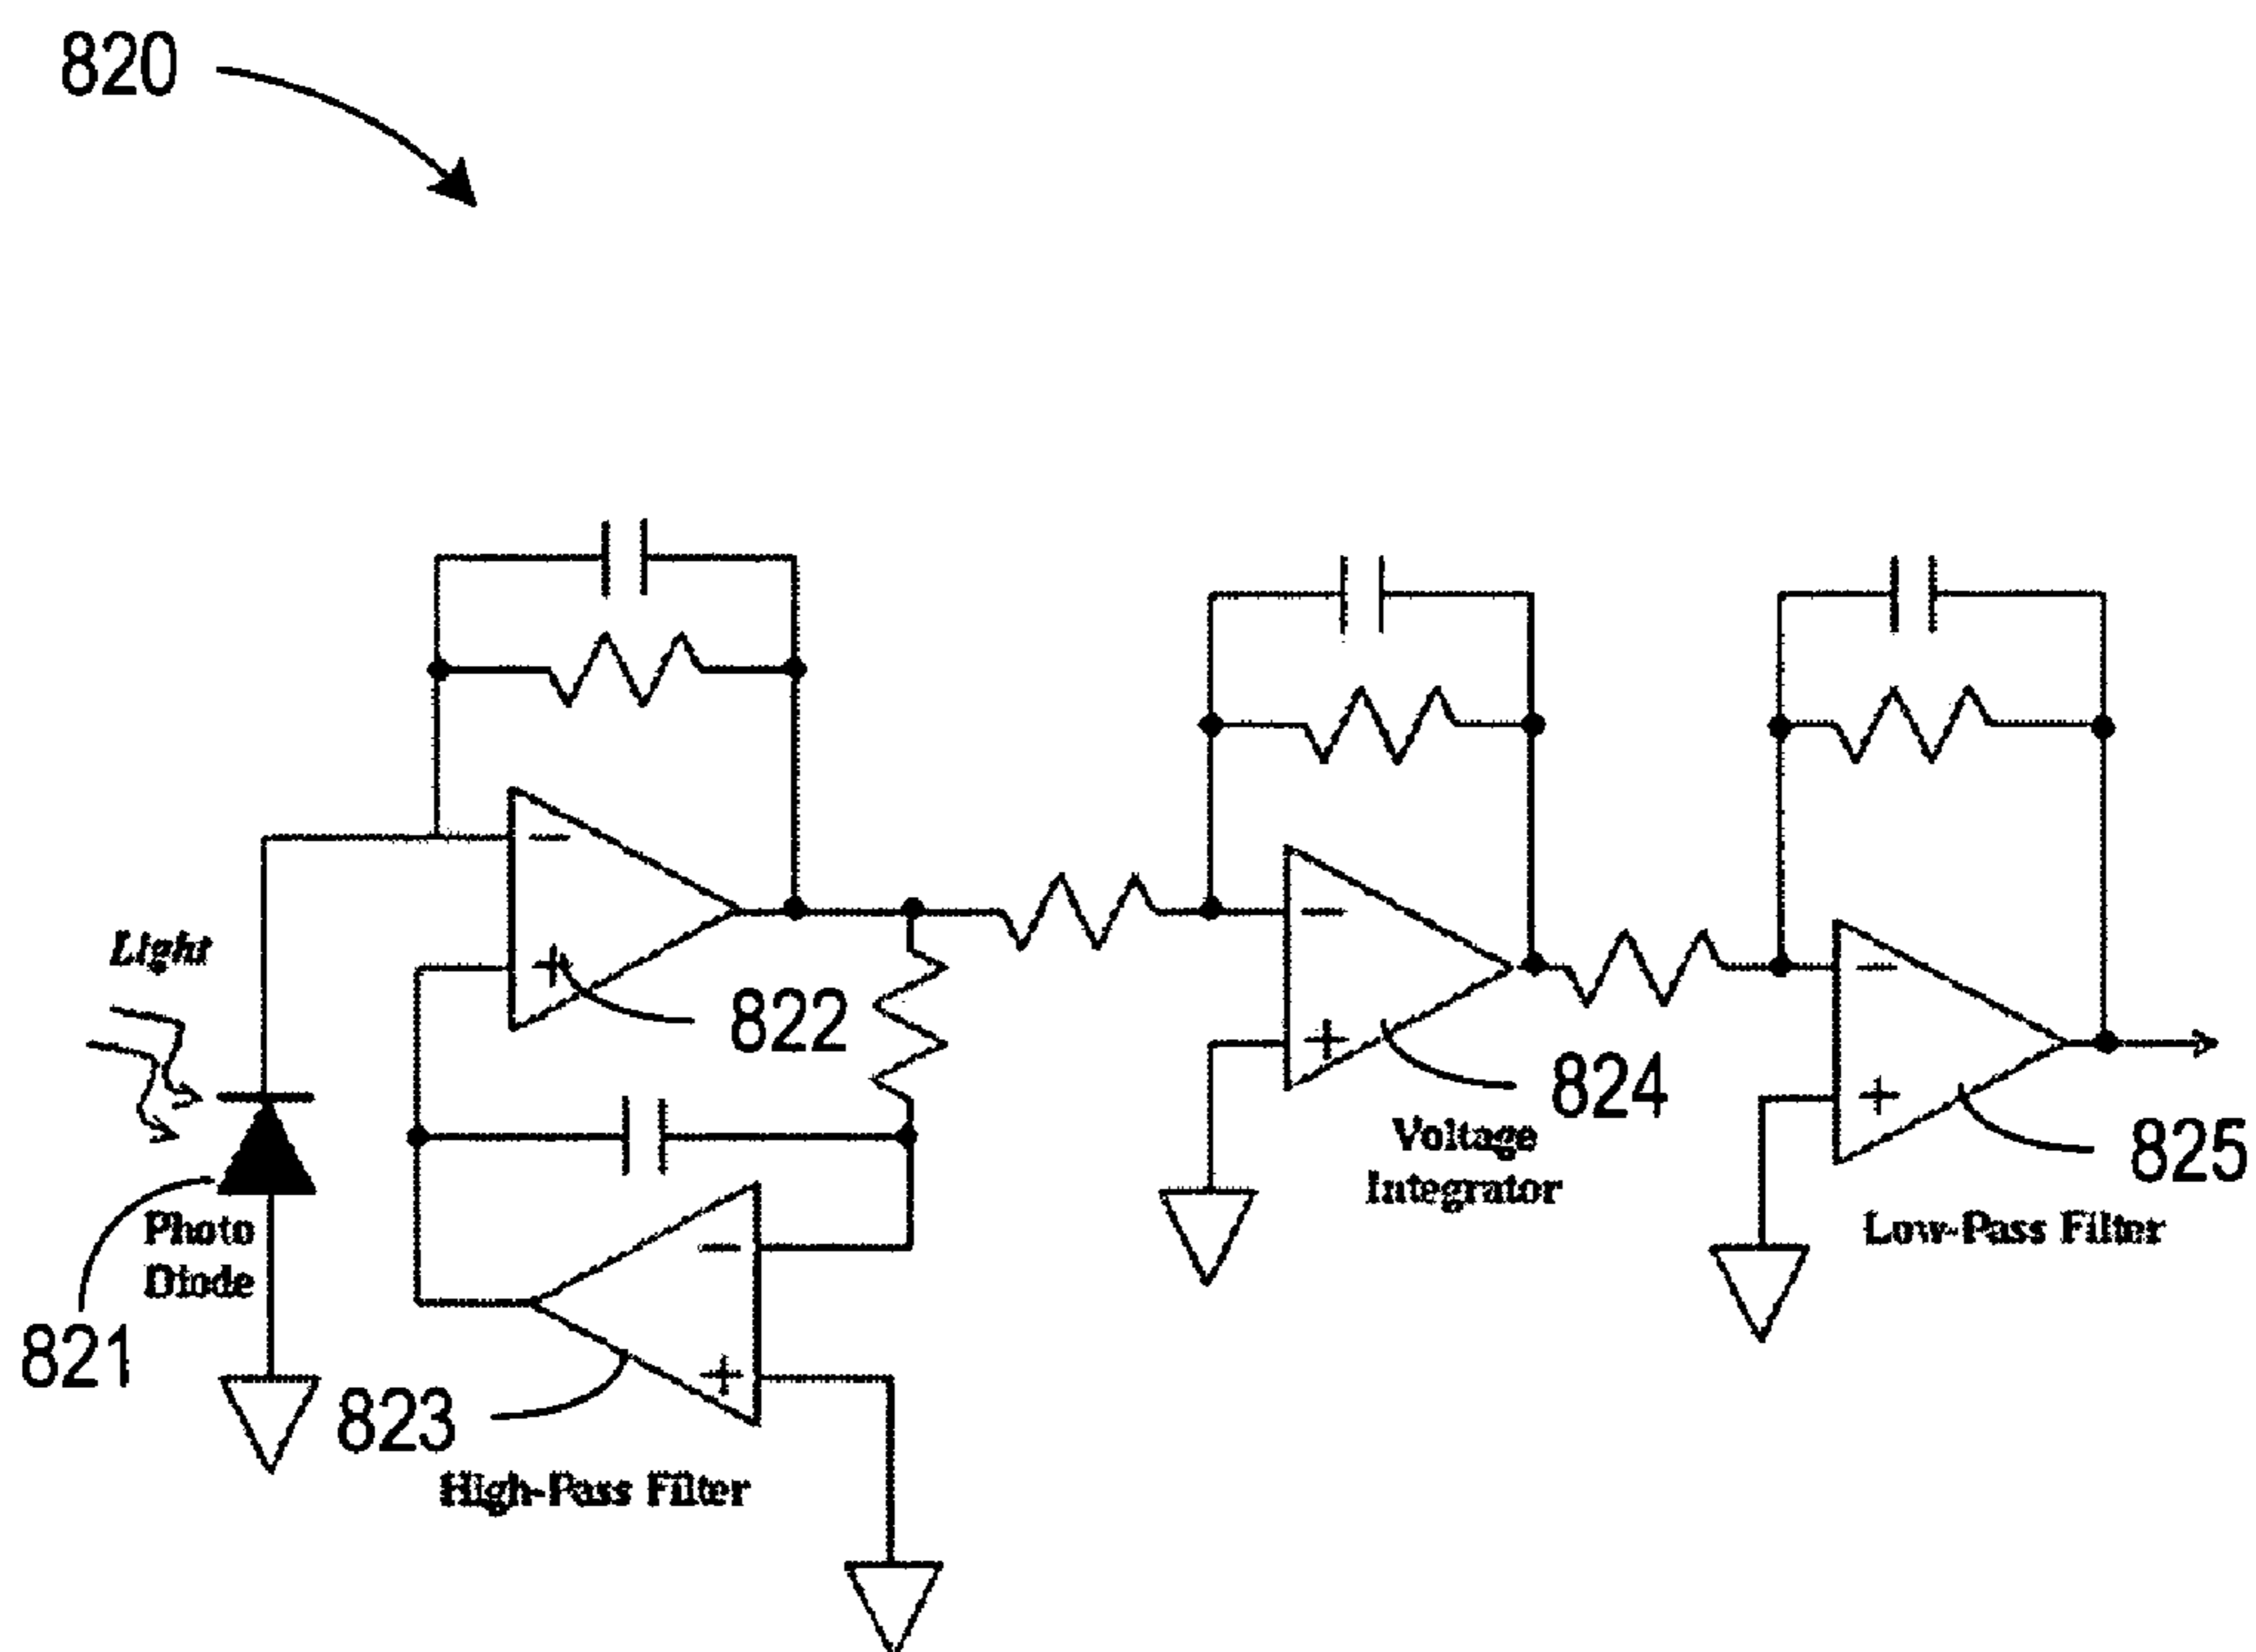 820
Light
822
824
Voltage
Integrator
825
Low-Pass Filter
Photo
Diode
821
823
High-Pass Filter